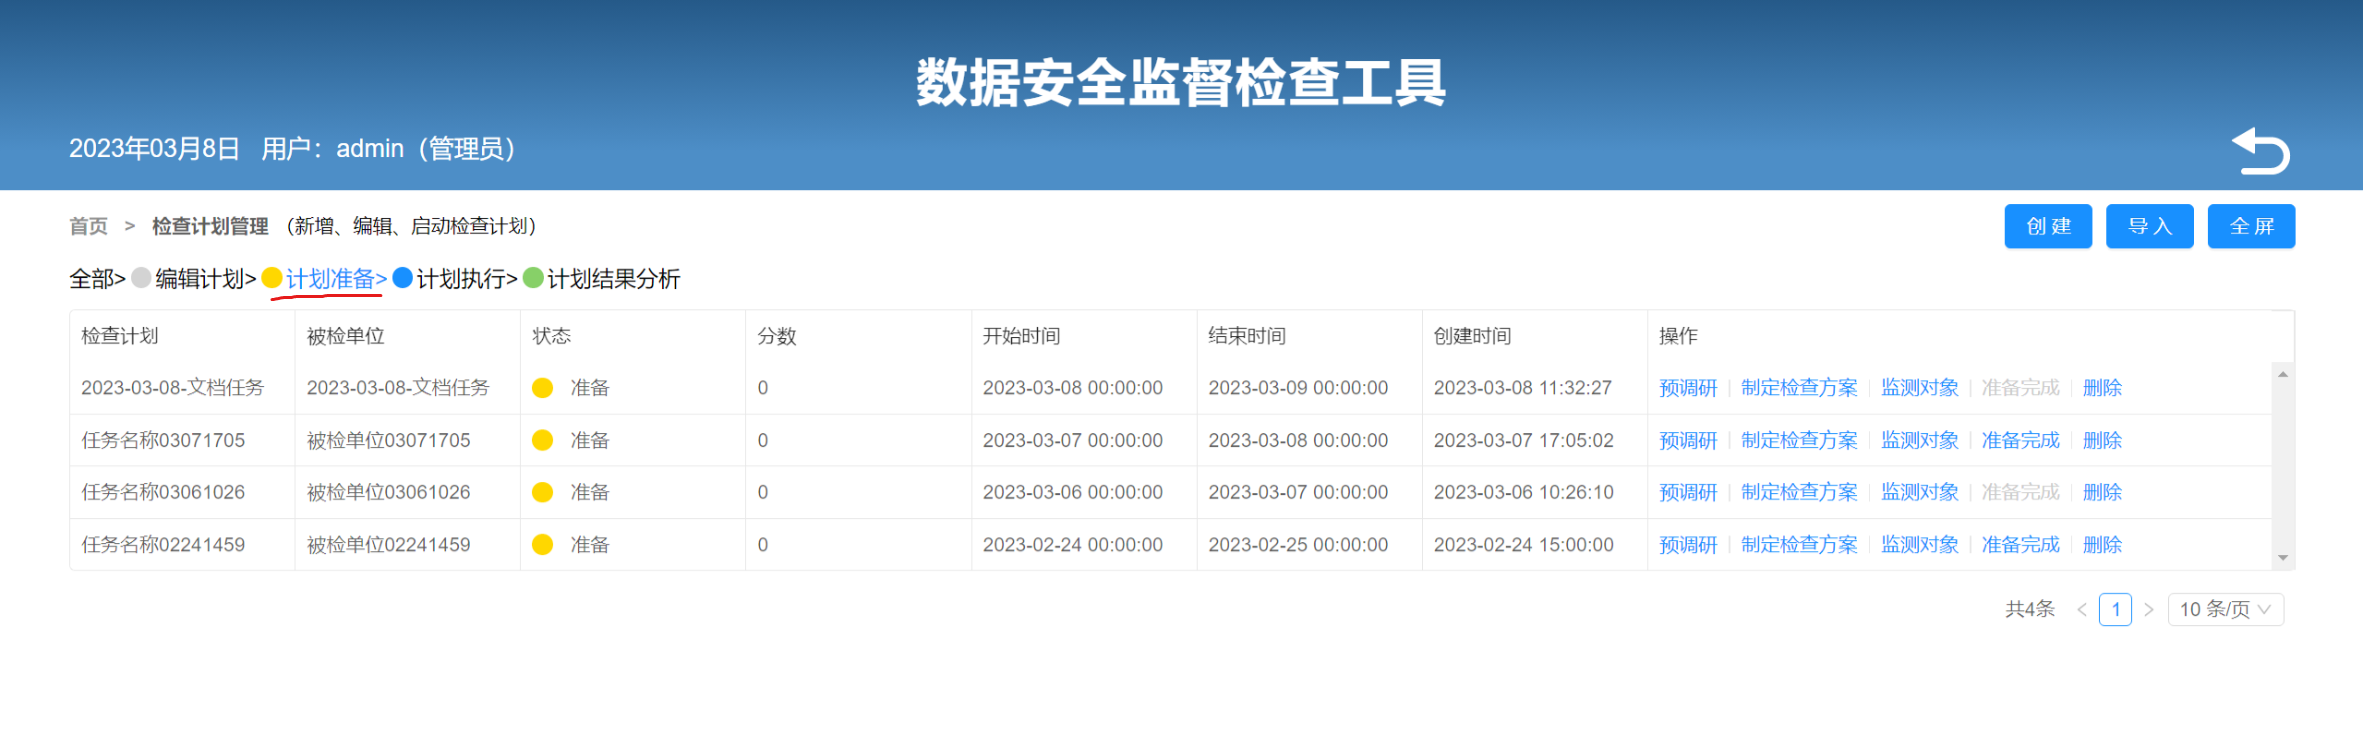 数据安全监督检查工具
2023年03月8日 用户：admin（管理员）
首页 > 检查计划管理 （新增、编辑、启动检查计划） 创建 导入 全屏
全部> 编辑计划> 计划准备> 计划执行> 计划结果分析
检查计划 被检单位 状态 分数 开始时间 结束时间 创建时间 操作
2023-03-08-文档任务 2023-03-08-文档任务 准备 0 2023-03-08 00:00:00 2023-03-09 00:00:00 2023-03-08 11:32:27 预调研 制定检查方案 监测对象 准备完成 删除
任务名称03071705 被检单位03071705 准备 0 2023-03-07 00:00:00 2023-03-08 00:00:00 2023-03-07 17:05:02 预调研 制定检查方案 监测对象 准备完成 删除
任务名称03061026 被检单位03061026 准备 0 2023-03-06 00:00:00 2023-03-07 00:00:00 2023-03-06 10:26:10 预调研 制定检查方案 监测对象 准备完成 删除
任务名称02241459 被检单位02241459 准备 0 2023-02-24 00:00:00 2023-02-25 00:00:00 2023-02-24 15:00:00 预调研 制定检查方案 监测对象 准备完成 删除
共4条 < 1 > 10 条/页